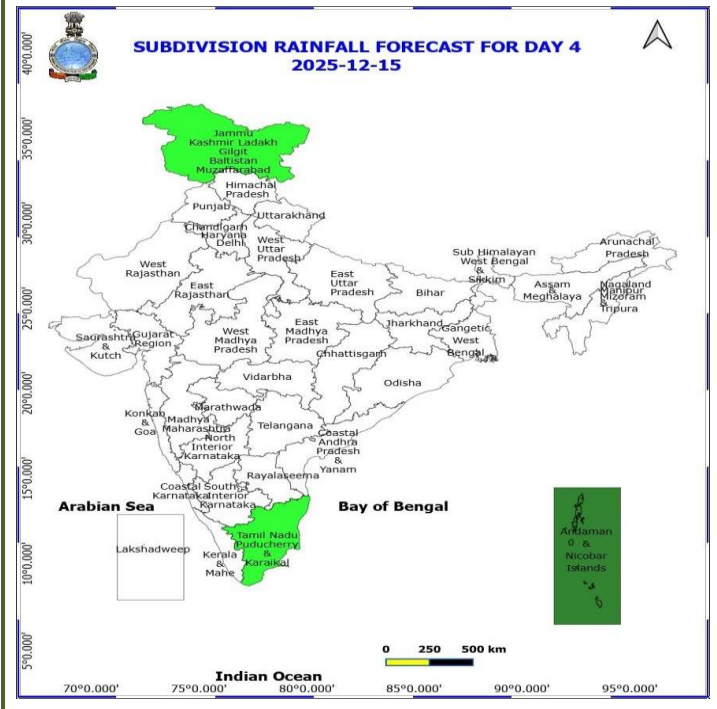 SUBDIVISION RAINFALL FORECAST FOR DAY 4
2025-12-15
40°0.000'
35°0.000'
30°0.000'
25°0.000'
20°0.000'
15°0.000'
10°0.000'
5°0.000'
Jammu
Kashmir Ladakh
Gilgit
Baltistan
Muzaffarabad
Himachal
Pradesh
Punjab
Uttarakhand
Chandigarh
Haryana
Delhi
West
Uttar
Pradesh
West
Rajasthan
East
Rajasthan
East
Uttar
Pradesh
Bihar
Sub Himalayan
West Bengal
&
Sikkim
Arunachal
Pradesh
Assam
&
Meghalaya
Nagaland
Manipur
Mizoram
&
Tripura
Saurashtra
&
Kutch
Gujarat
Region
West
Madhya
Pradesh
East
Madhya
Pradesh
Jharkhand
Gangetic
West
Bengal
Chhattisgarh
Vidarbha
Odisha
Konkan
&
Goa
Madhya
Maharashtra
Marathwada
North
Interior
Karnataka
Telangana
Coastal
Andhra
Pradesh
&
Yanam
Rayalaseema
Coastal
Karnataka
South
Interior
Karnataka
Arabian Sea
Bay of Bengal
Lakshadweep
Kerala
&
Mahe
Tamil Nadu
Puducherry
&
Karaikal
Andaman
&
Nicobar
Islands
0 250 500 km
Indian Ocean
70°0.000' 75°0.000' 80°0.000' 85°0.000' 90°0.000' 95°0.000'